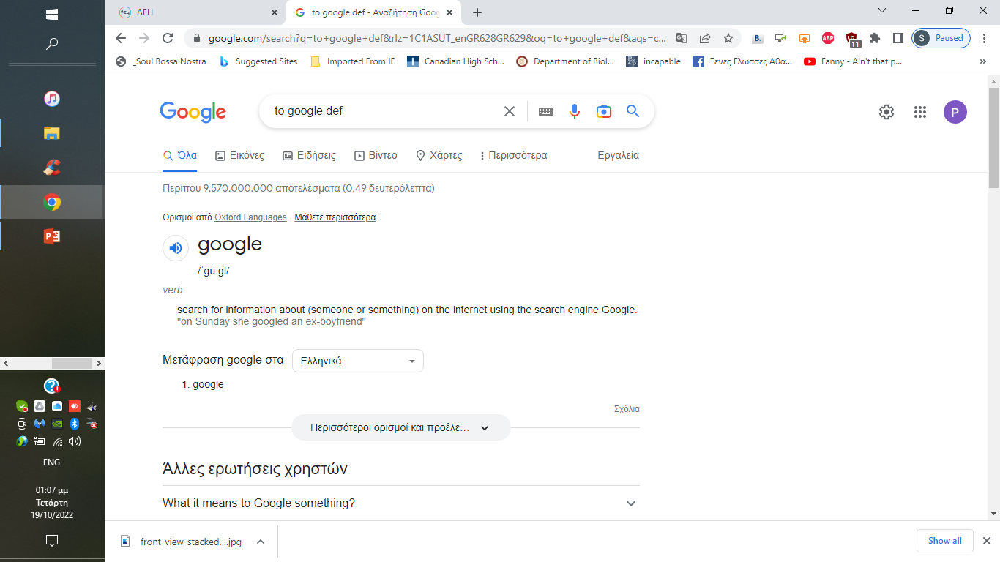 ΔΕΗ
to google def - Αναζήτηση Goog
google.com/search?q=to+google+def&rlz=1C1ASUT_enGR628GR629&oq=to+google+def&aqs=c...
ABP
11
S Paused
_Soul Bossa Nostra
Suggested Sites
Imported From IE
Canadian High Sch...
Department of Biol...
incapable
Ξενες Γλωσσες Αθα...
Fanny - Ain't that p...
Google
to google def
P
Όλα
Εικόνες
Ειδήσεις
Βίντεο
Χάρτες
Περισσότερα
Εργαλεία
Περίπου 9.570.000.000 αποτελέσματα (0,49 δευτερόλεπτα)
Ορισμοί από Oxford Languages · Μάθετε περισσότερα
google
/ˈɡuːɡl/
verb
search for information about (someone or something) on the internet using the search engine Google.
"on Sunday she googled an ex-boyfriend"
Μετάφραση google στα Ελληνικά
1. google
Σχόλια
Περισσότεροι ορισμοί και προέλε...
Άλλες ερωτήσεις χρηστών
What it means to Google something?
front-view-stacked....jpg
Show all
ENG
01:07 μμ
Τετάρτη
19/10/2022